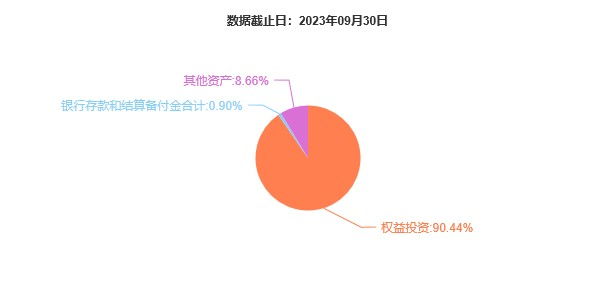 数据截止日：2023年09月30日
其他资产:8.66%
银行存款和结算备付金合计:0.90%
权益投资:90.44%